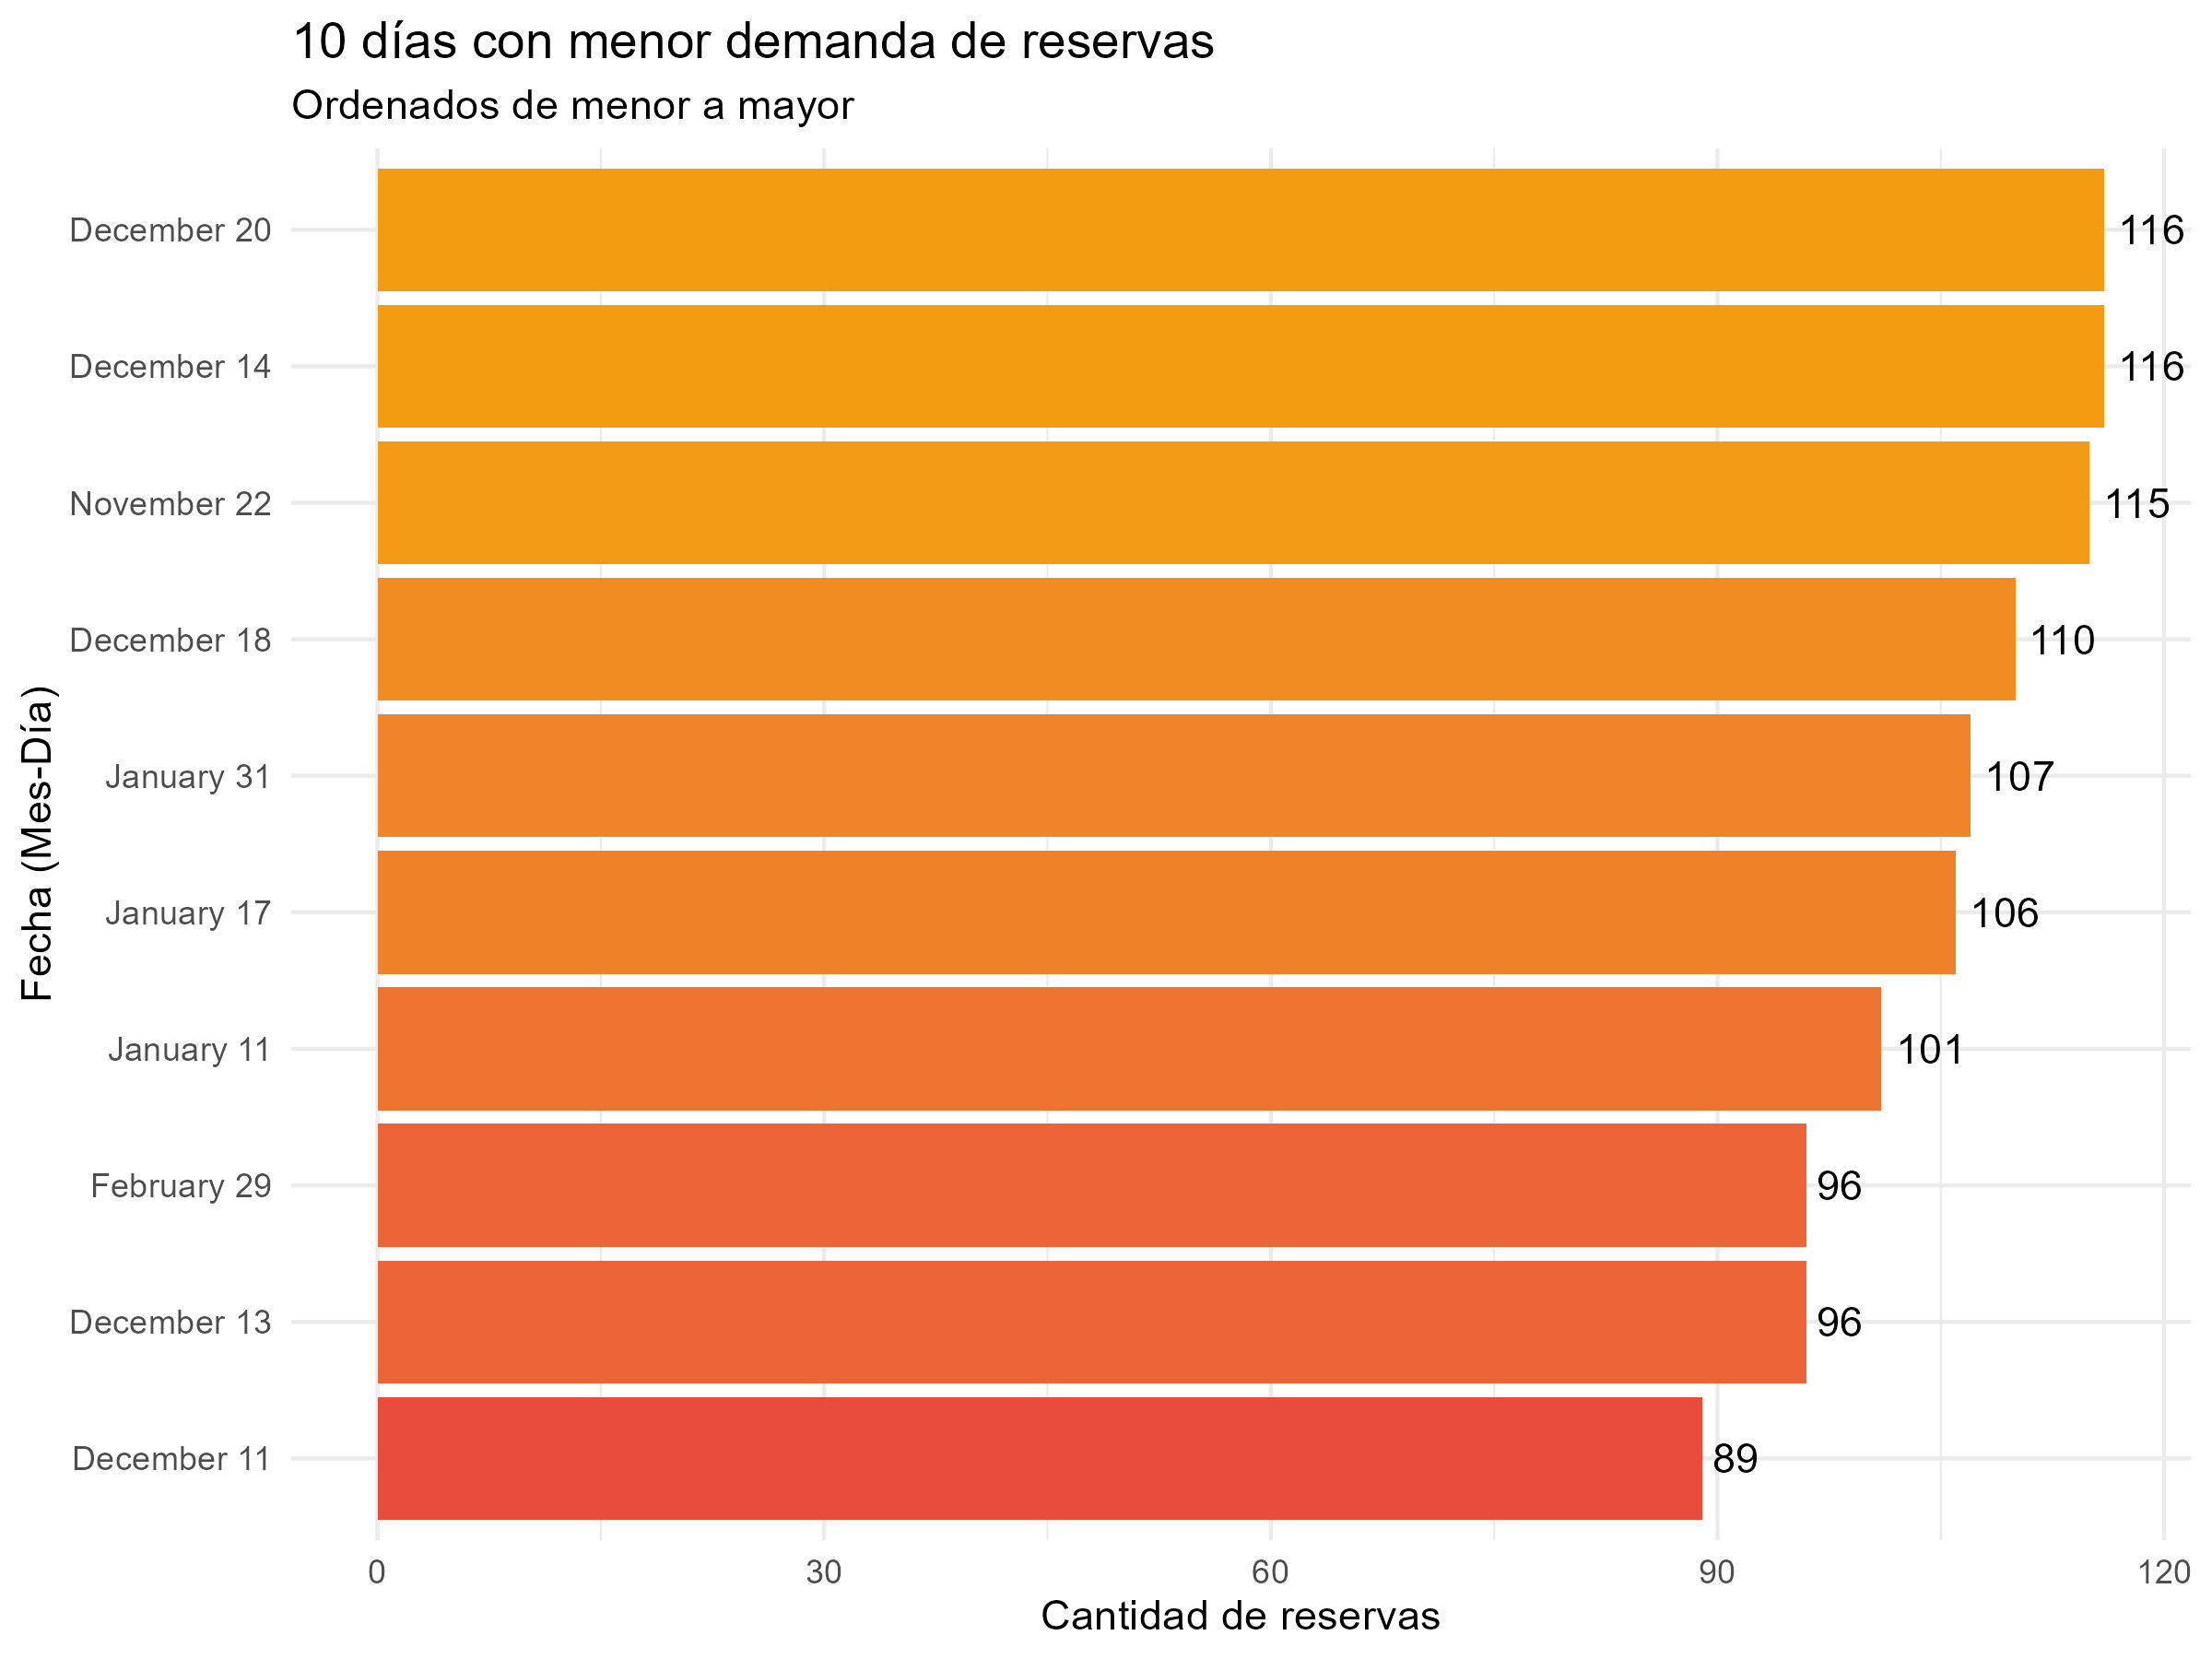 10 días con menor demanda de reservas
Ordenados de menor a mayor
Fecha (Mes-Día)
December 20
116
December 14
116
November 22
115
December 18
110
January 31
107
January 17
106
January 11
101
February 29
96
December 13
96
December 11
89
0
30
60
90
120
Cantidad de reservas